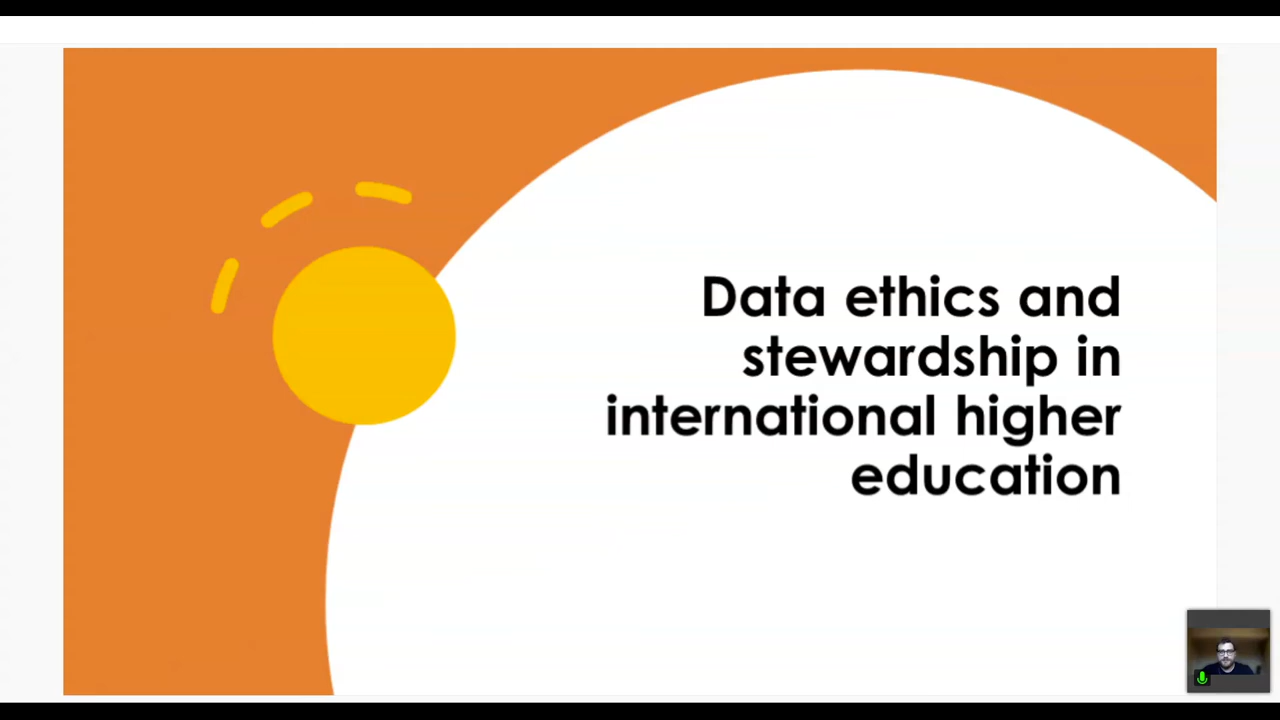 Data ethics and
stewardship in
international higher
education